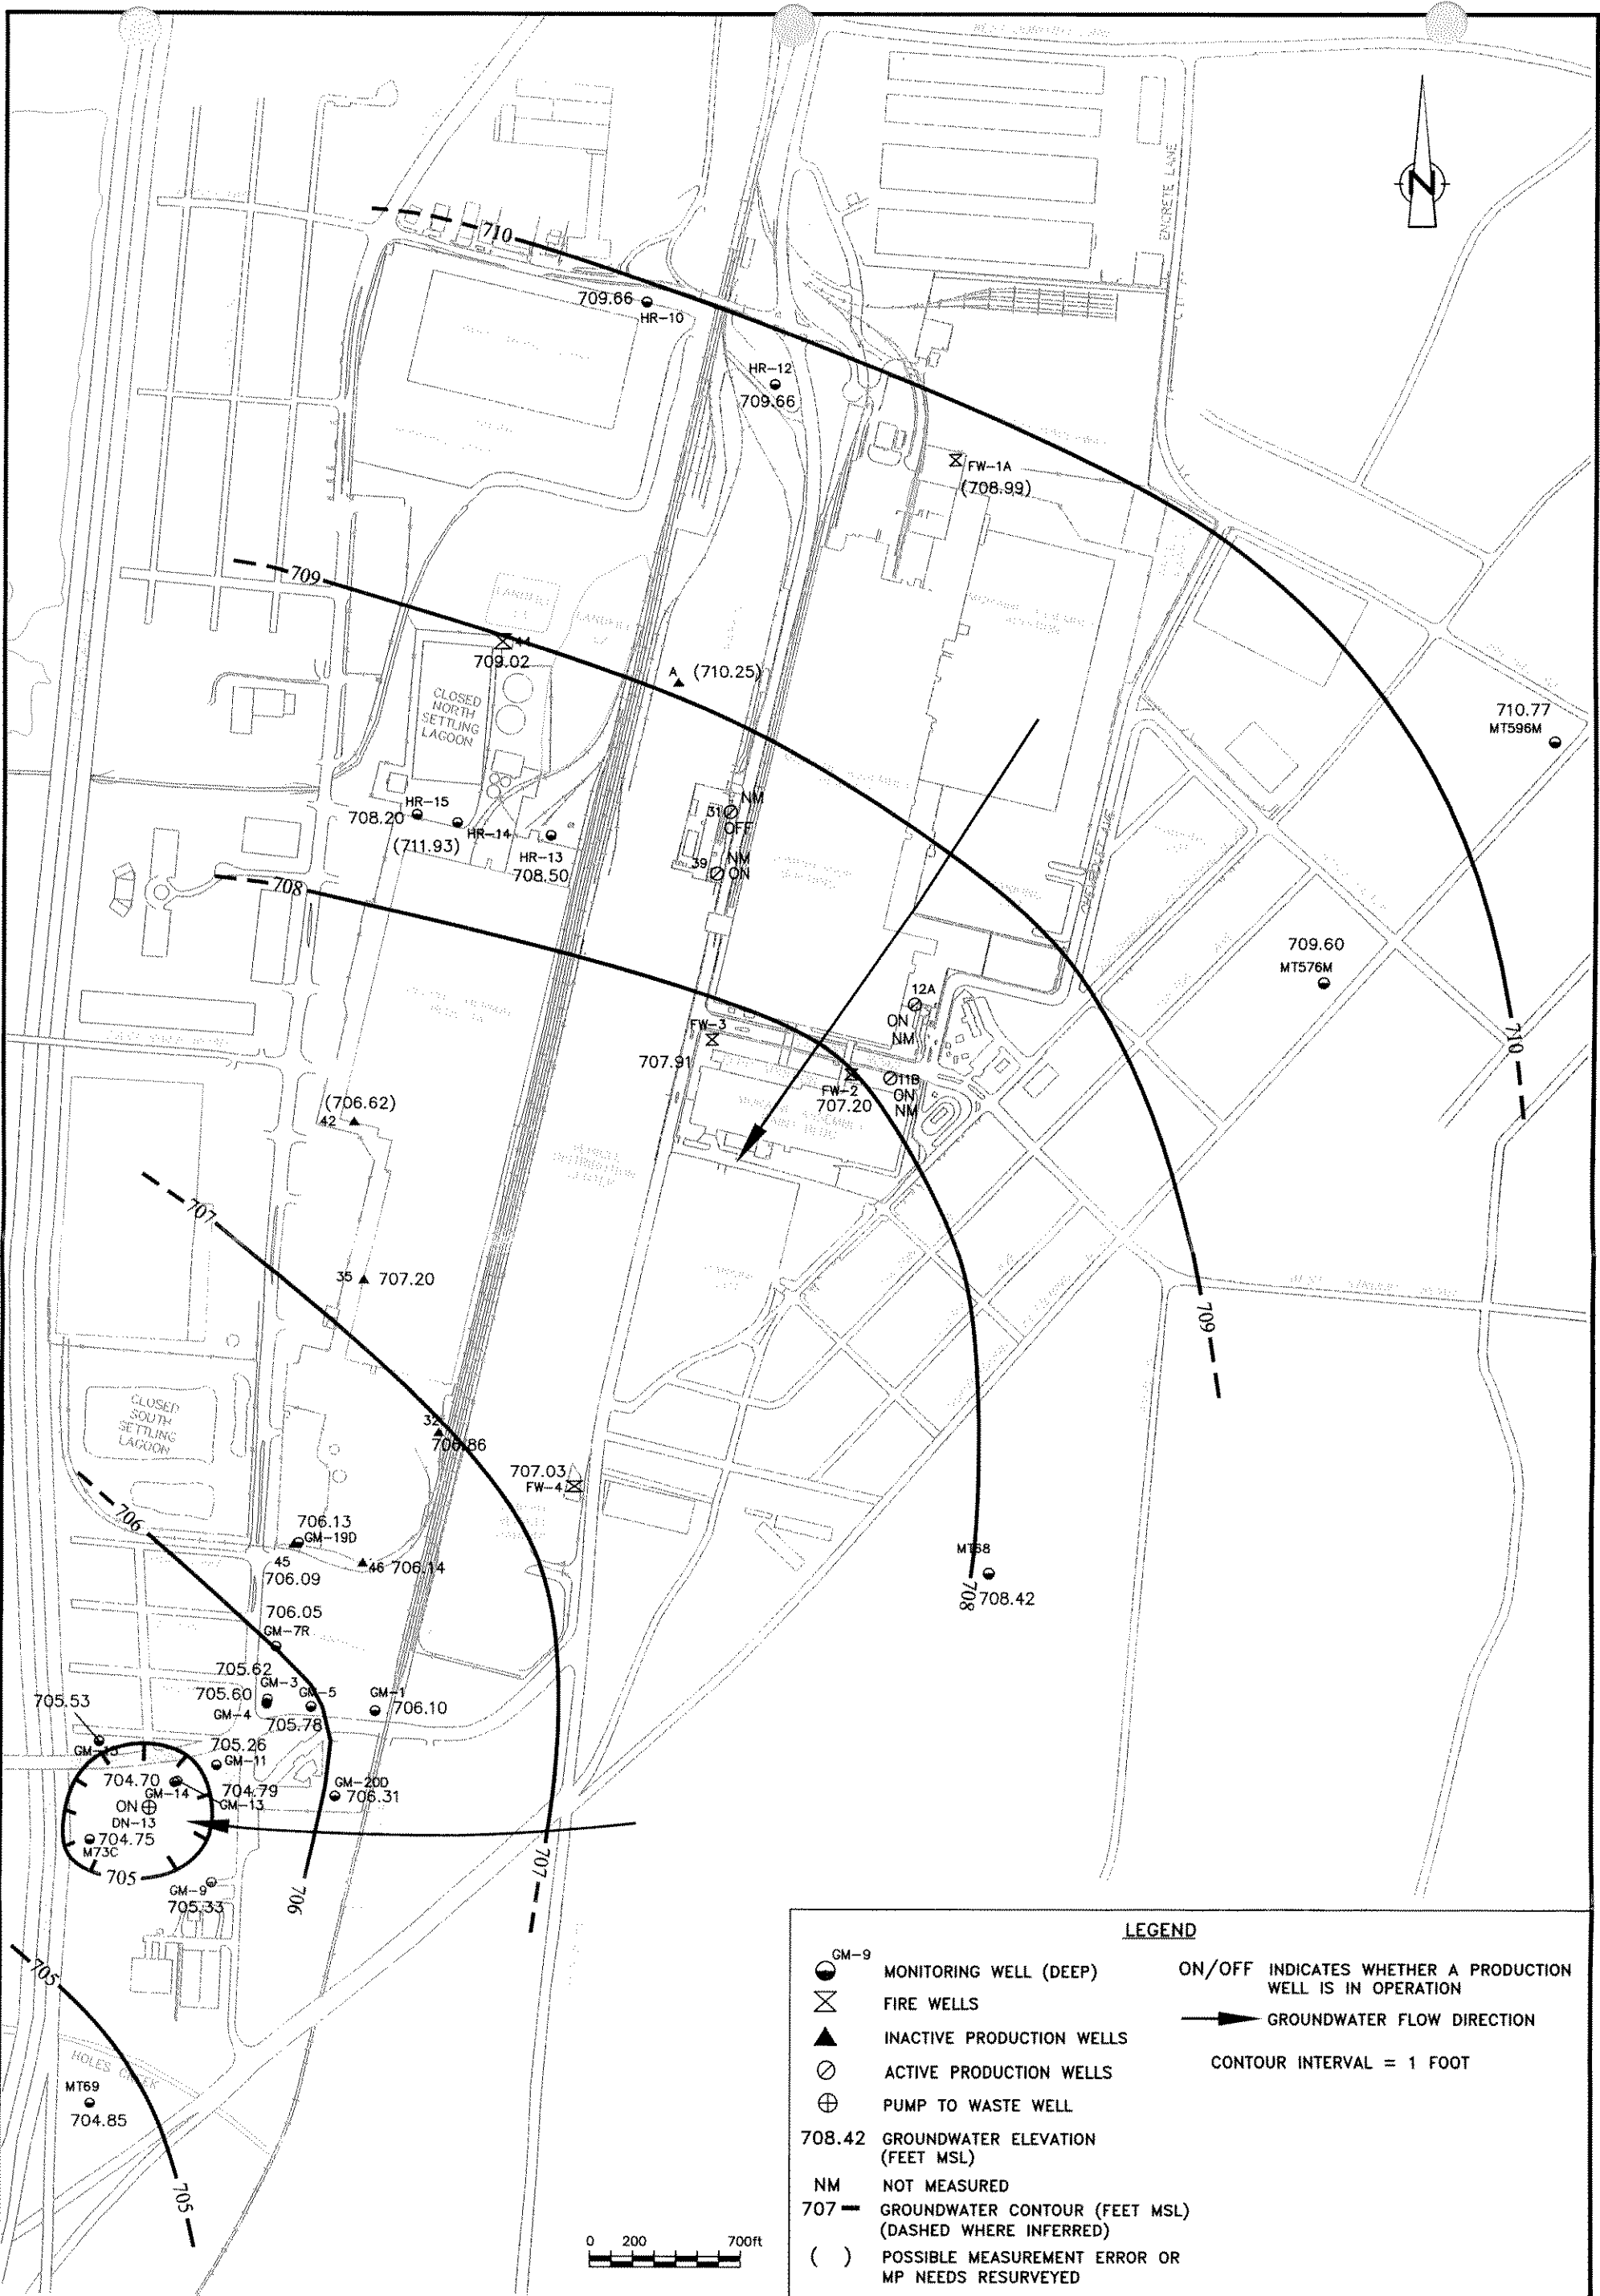 N
ENCRETE LANE
710
709.66
HR-10
HR-12
709.66
FW-1A
(708.99)
709
44
709.02
LANDFILL
LANDFILL
A
(710.25)
CLOSED
NORTH
SETTLING
LAGOON
710.77
MT596M
HR-15
708.20
HR-14
(711.93)
HR-13
708.50
31
NM
OFF
39
NM
ON
708
709.60
MT576M
12A
ON
NM
FW-3
707.91
710
FW-2
707.20
11B
ON
NM
(706.62)
42
707
35
707.20
709
CLOSED
SOUTH
SETTLING
LAGOON
32
706.86
707.03
FW-4
706
706.13
GM-19D
45
706.09
46 706.14
MT68
708
708.42
706.05
GM-7R
705.62
GM-3
705.60
GM-4
GM-5
705.78
GM-1
706.10
705.53
GM-15
705.26
GM-11
704.70
GM-14
704.79
GM-13
GM-20D
706.31
ON
DN-13
704.75
M73C
705
GM-9
705.33
706
707
705
HOLES CREEK
MT69
704.85
705
0 200 700ft
LEGEND
GM-9
MONITORING WELL (DEEP)
FIRE WELLS
INACTIVE PRODUCTION WELLS
ACTIVE PRODUCTION WELLS
PUMP TO WASTE WELL
708.42 GROUNDWATER ELEVATION
(FEET MSL)
NM NOT MEASURED
707 GROUNDWATER CONTOUR (FEET MSL)
(DASHED WHERE INFERRED)
( ) POSSIBLE MEASUREMENT ERROR OR
MP NEEDS RESURVEYED
ON/OFF INDICATES WHETHER A PRODUCTION
WELL IS IN OPERATION
GROUNDWATER FLOW DIRECTION
CONTOUR INTERVAL = 1 FOOT